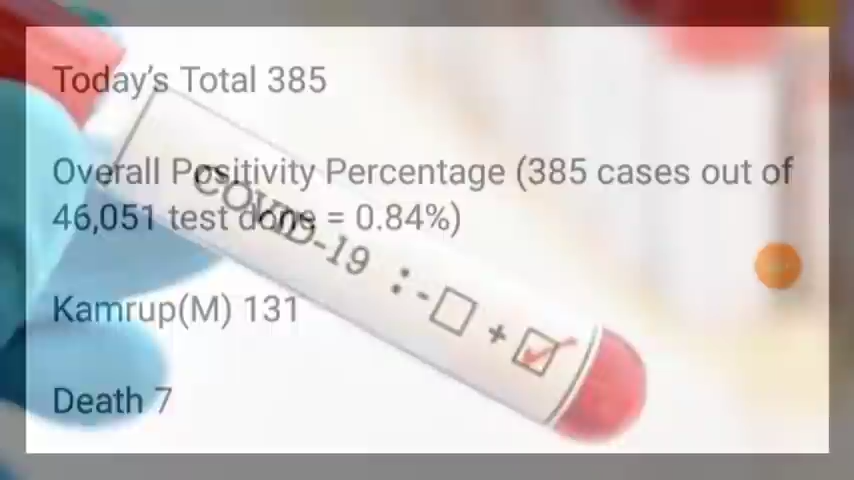 Today's Total 385
Overall Positivity Percentage (385 cases out of
46,051 test done = 0.84%)
COVID-19 :- +
Kamrup(M) 131
Death 7